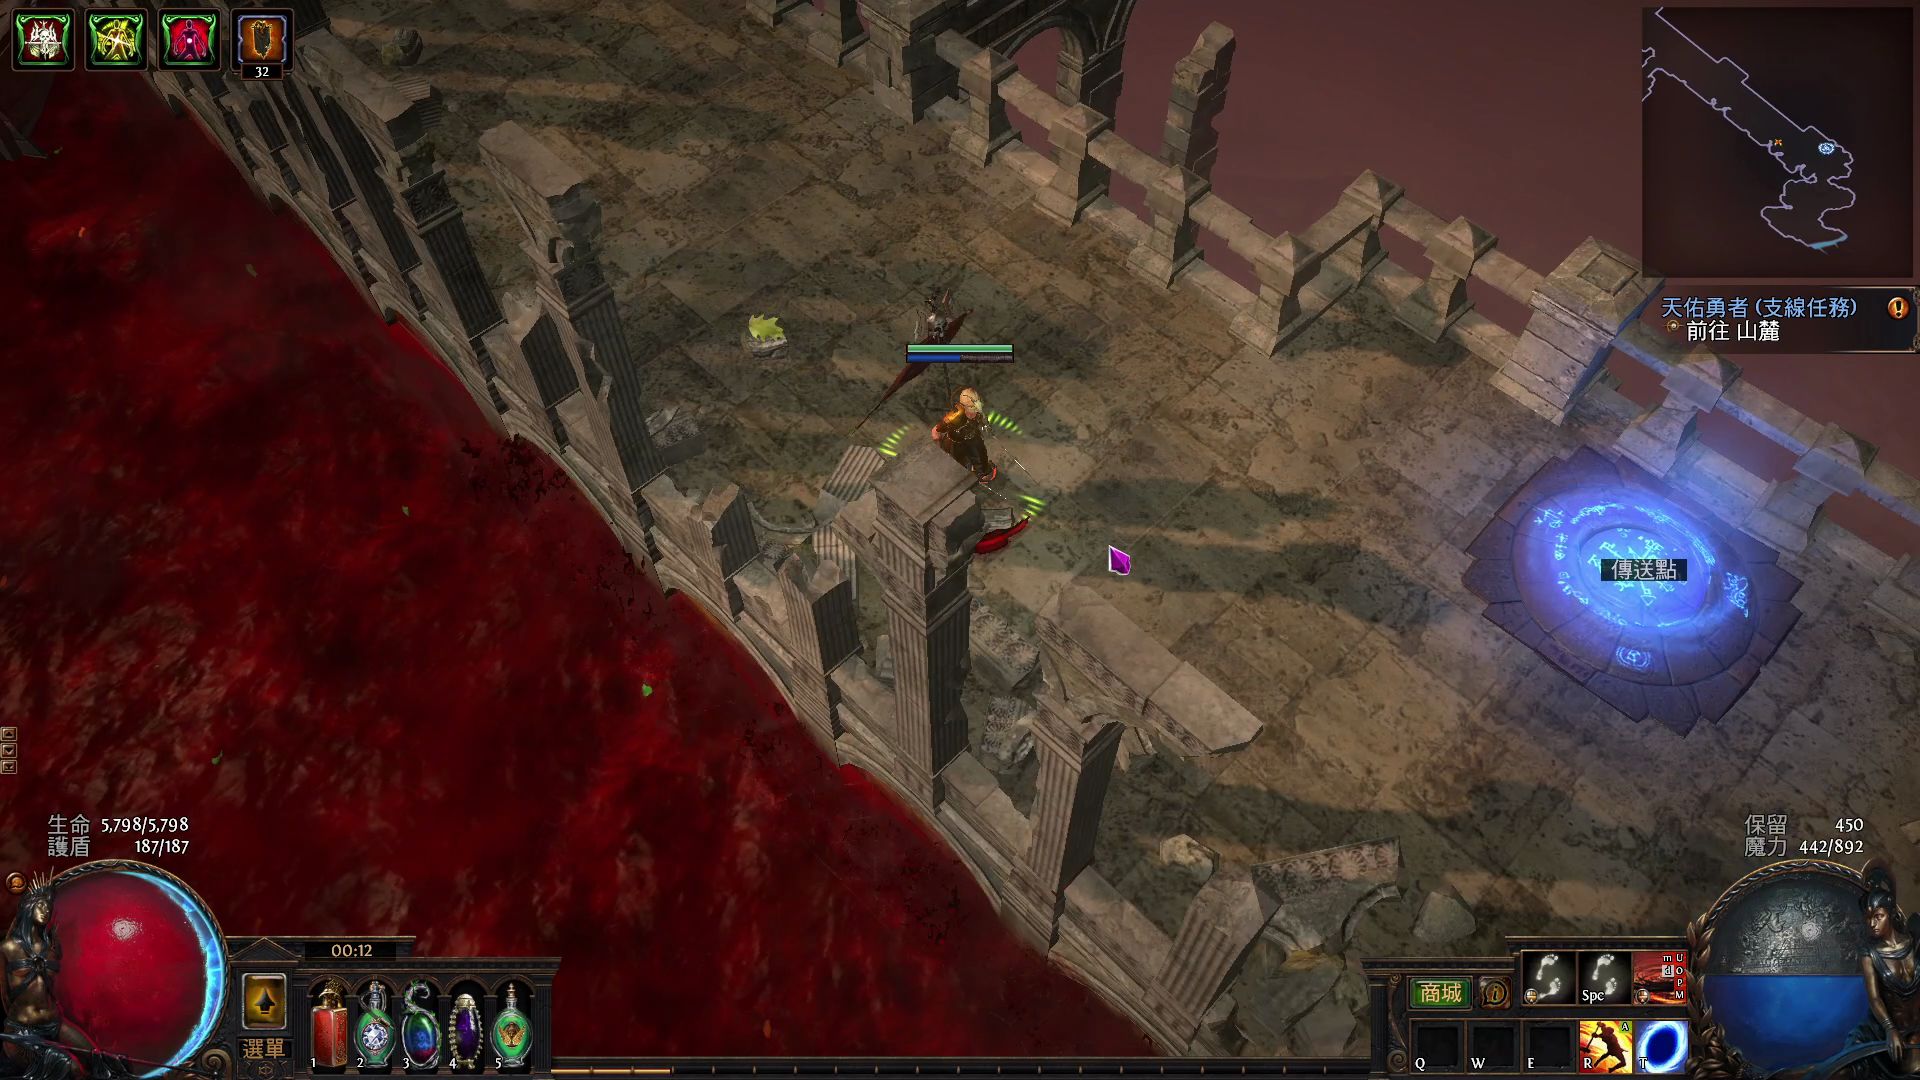 32
天佑勇者 (支線任務)
前往 山麓
傳送點
生命 5,798/5,798
護盾 187/187
保留 450
魔力 442/892
00:12
選單
1 2 3 4 5
商城
Spc
m U
d O
P
M
A
Q W E R T